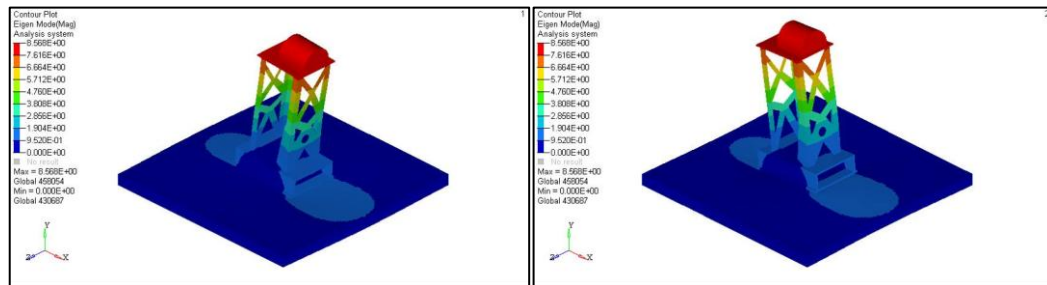 Contour Plot
Eigen Mode(Mag)
Analysis system
8.568E+00
7.616E+00
6.664E+00
5.712E+00
4.760E+00
3.808E+00
2.856E+00
1.904E+00
9.520E-01
0.000E+00
No result
Max = 8.568E+00
Global 458054
Min = 0.000E+00
Global 430687
Y
Z
X
1
Contour Plot
Eigen Mode(Mag)
Analysis system
8.568E+00
7.616E+00
6.664E+00
5.712E+00
4.760E+00
3.808E+00
2.856E+00
1.904E+00
9.520E-01
0.000E+00
No result
Max = 8.568E+00
Global 458054
Min = 0.000E+00
Global 430687
Y
Z
X
2